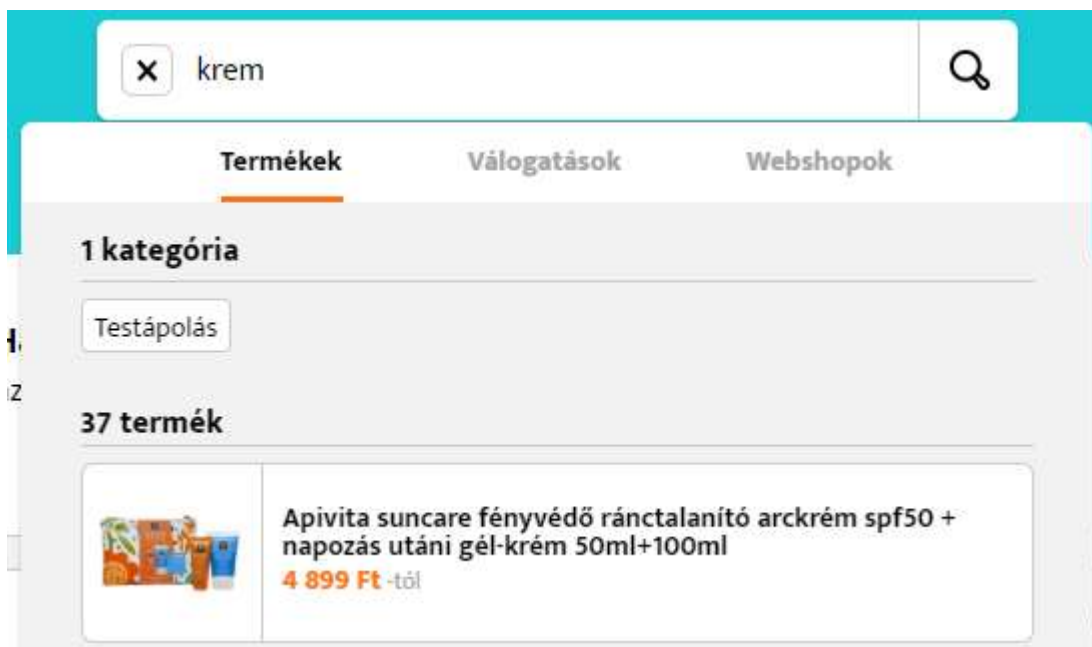 krem
Termékek Válogatások Webshopok
1 kategória
Testápolás
37 termék
Apivita suncare fényvédő ránctalanító arckrém spf50 +
napozás utáni gél-krém 50ml+100ml
4 899 Ft -tól